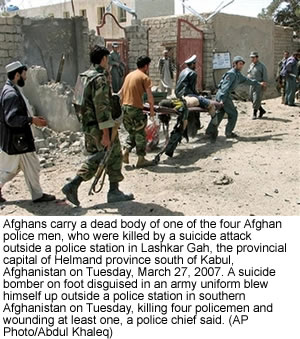 Afghans carry a dead body of one of the four Afghan
police men, who were killed by a suicide attack
outside a police station in Lashkar Gah, the provincial
capital of Helmand province south of Kabul,
Afghanistan on Tuesday, March 27, 2007. A suicide
bomber on foot disguised in an army uniform blew
himself up outside a police station in southern
Afghanistan on Tuesday, killing four policemen and
wounding at least one, a police chief said. (AP
Photo/Abdul Khaleq)